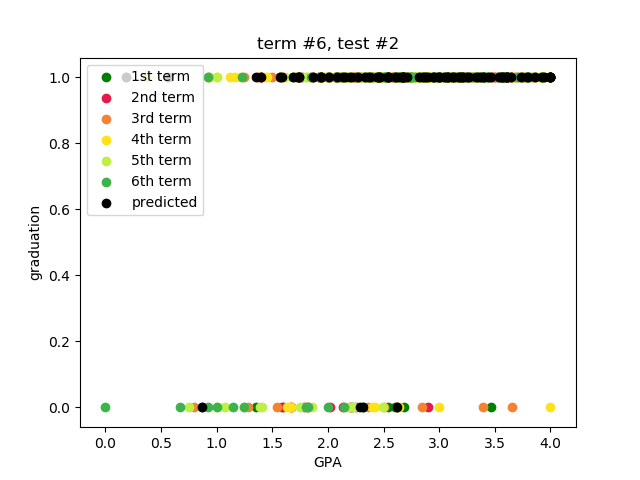 term #6, test #2
1.0
0.8
0.6
0.4
0.2
0.0
graduation
1st term
2nd term
3rd term
4th term
5th term
6th term
predicted
0.0 0.5 1.0 1.5 2.0 2.5 3.0 3.5 4.0
GPA